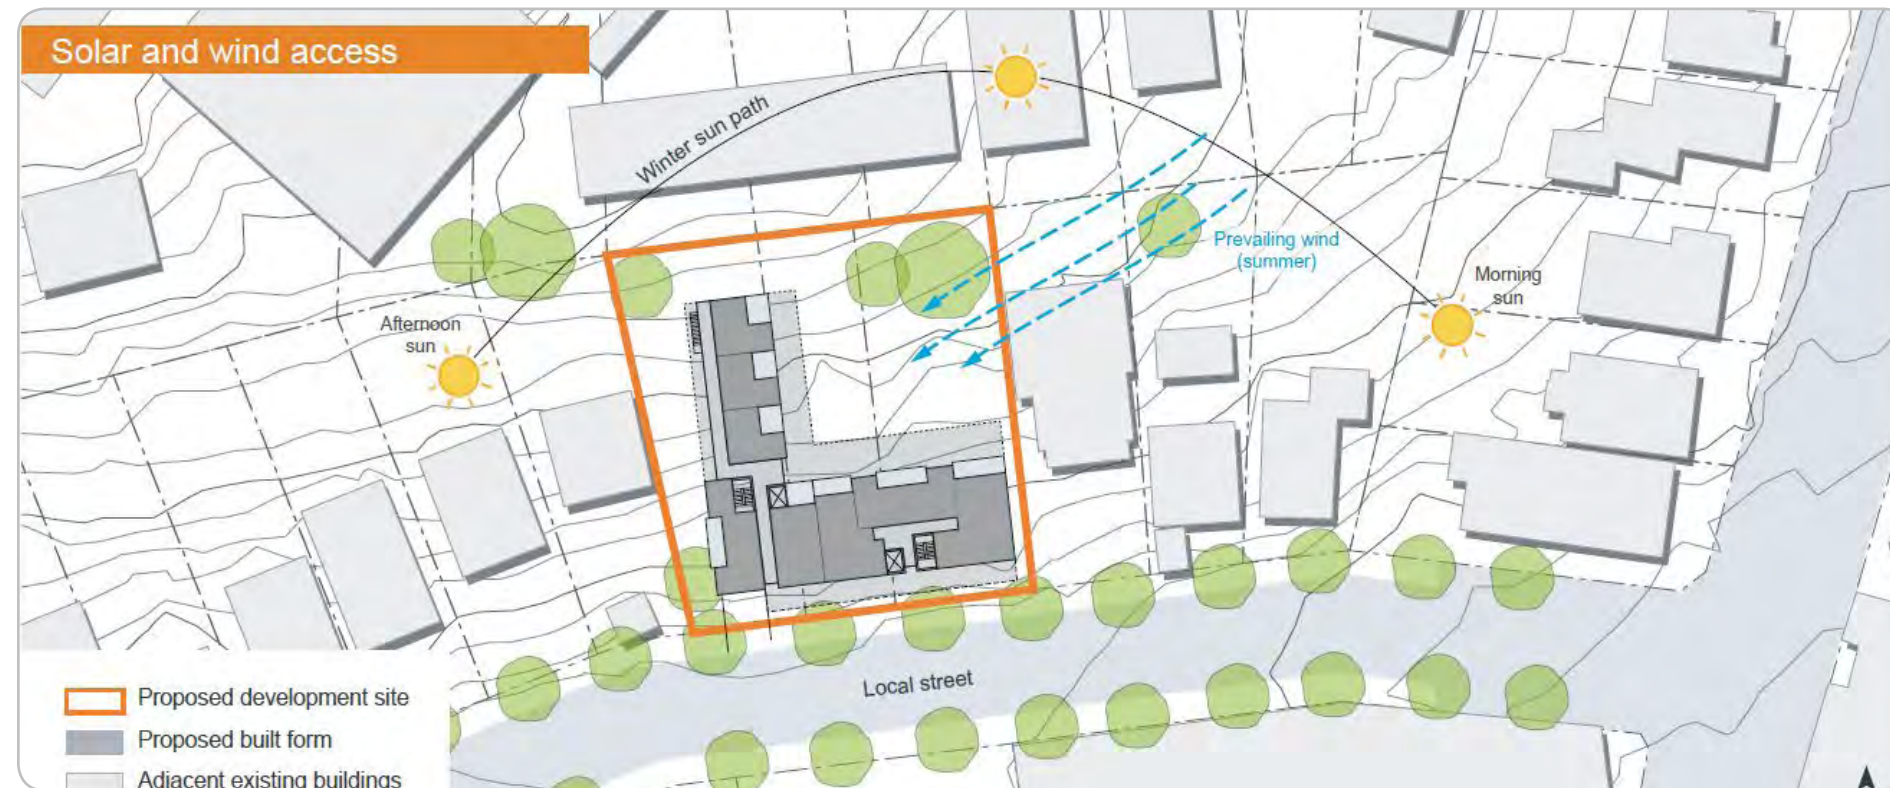 Solar and wind access
Winter sun path
Prevailing wind
(summer)
Morning
sun
Afternoon
sun
Local street
Proposed development site
Proposed built form
Adjacent existing buildings